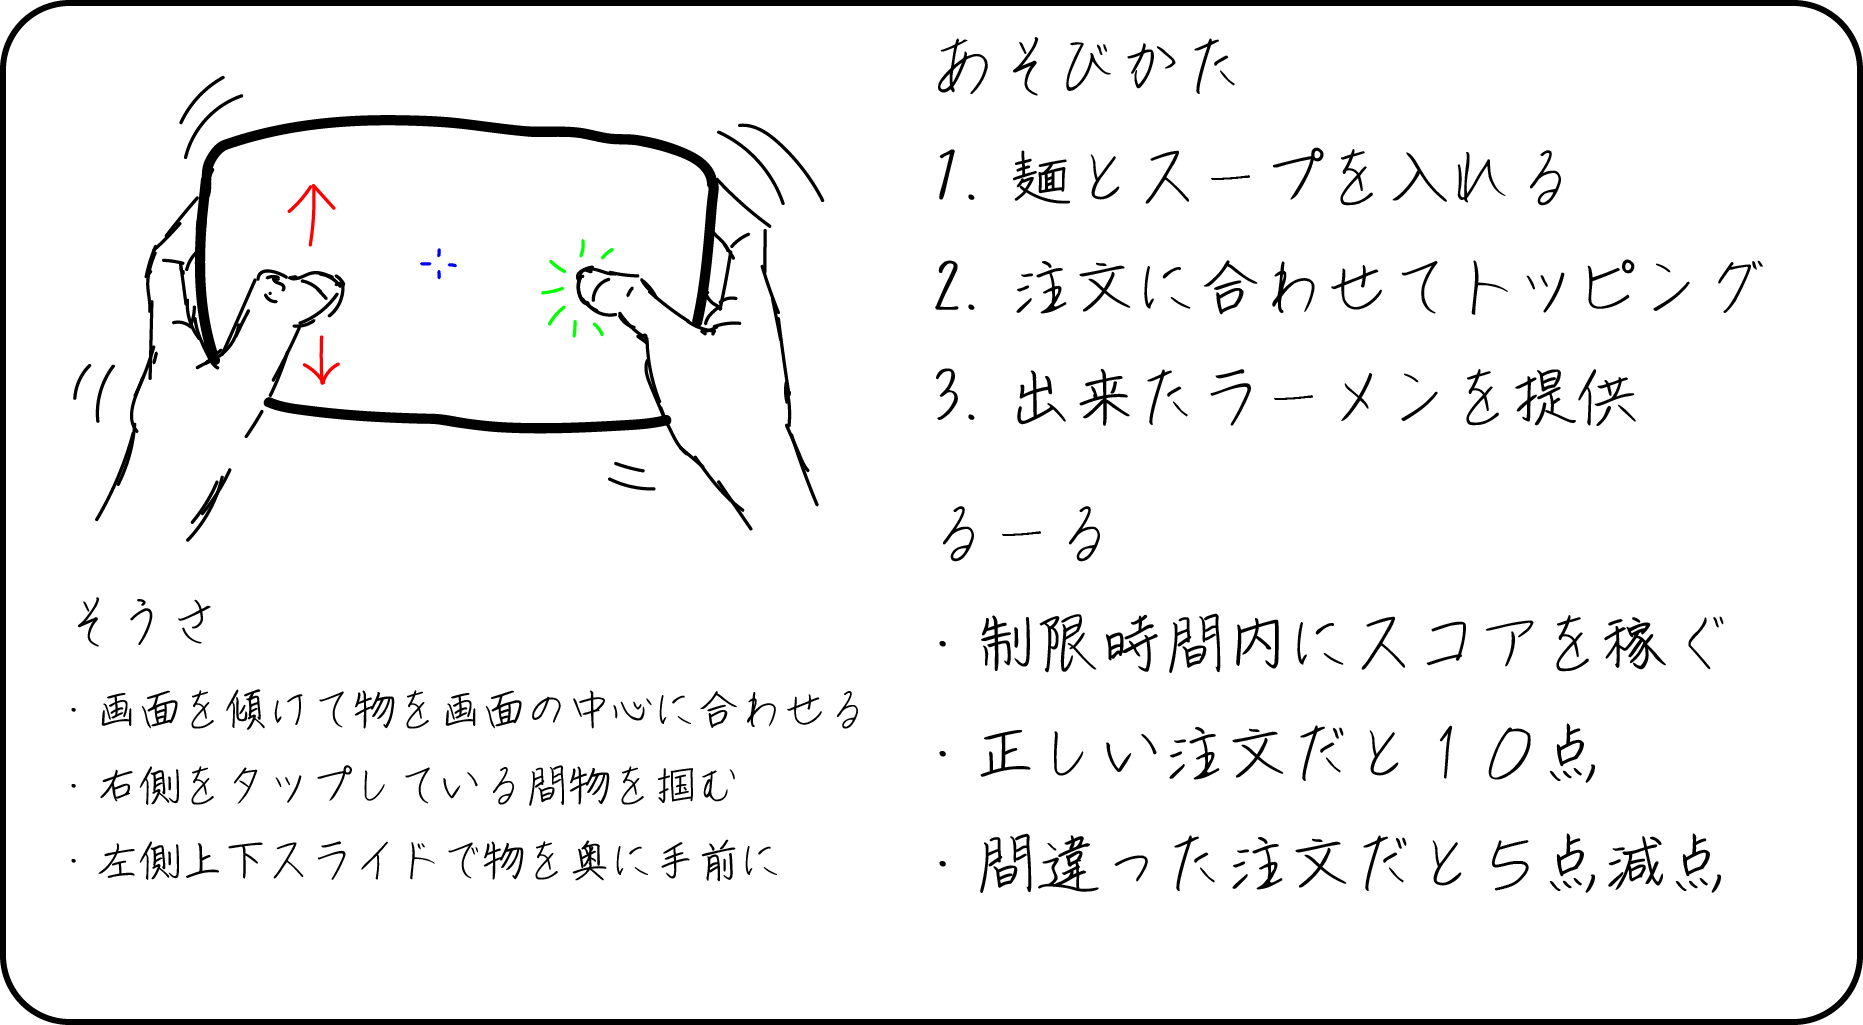 そうさ
・画面を傾けて物を画面の中心に合わせる
・右側をタップしている間物を掴む
・左側上下スライドで物を奥に手前に
あそびかた
1. 麺とスープを入れる
2. 注文に合わせてトッピング
3. 出来たラーメンを提供
るーる
・制限時間内にスコアを稼ぐ
・正しい注文だと10点
・間違った注文だと5点減点